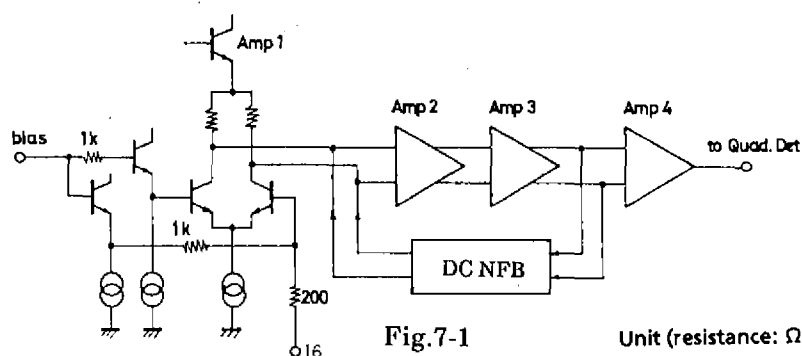 Amp 1
Amp 2
Amp 3
Amp 4
bias
1k
to Quad. Det
1k
DC NFB
200
16
Fig.7-1
Unit (resistance: Ω